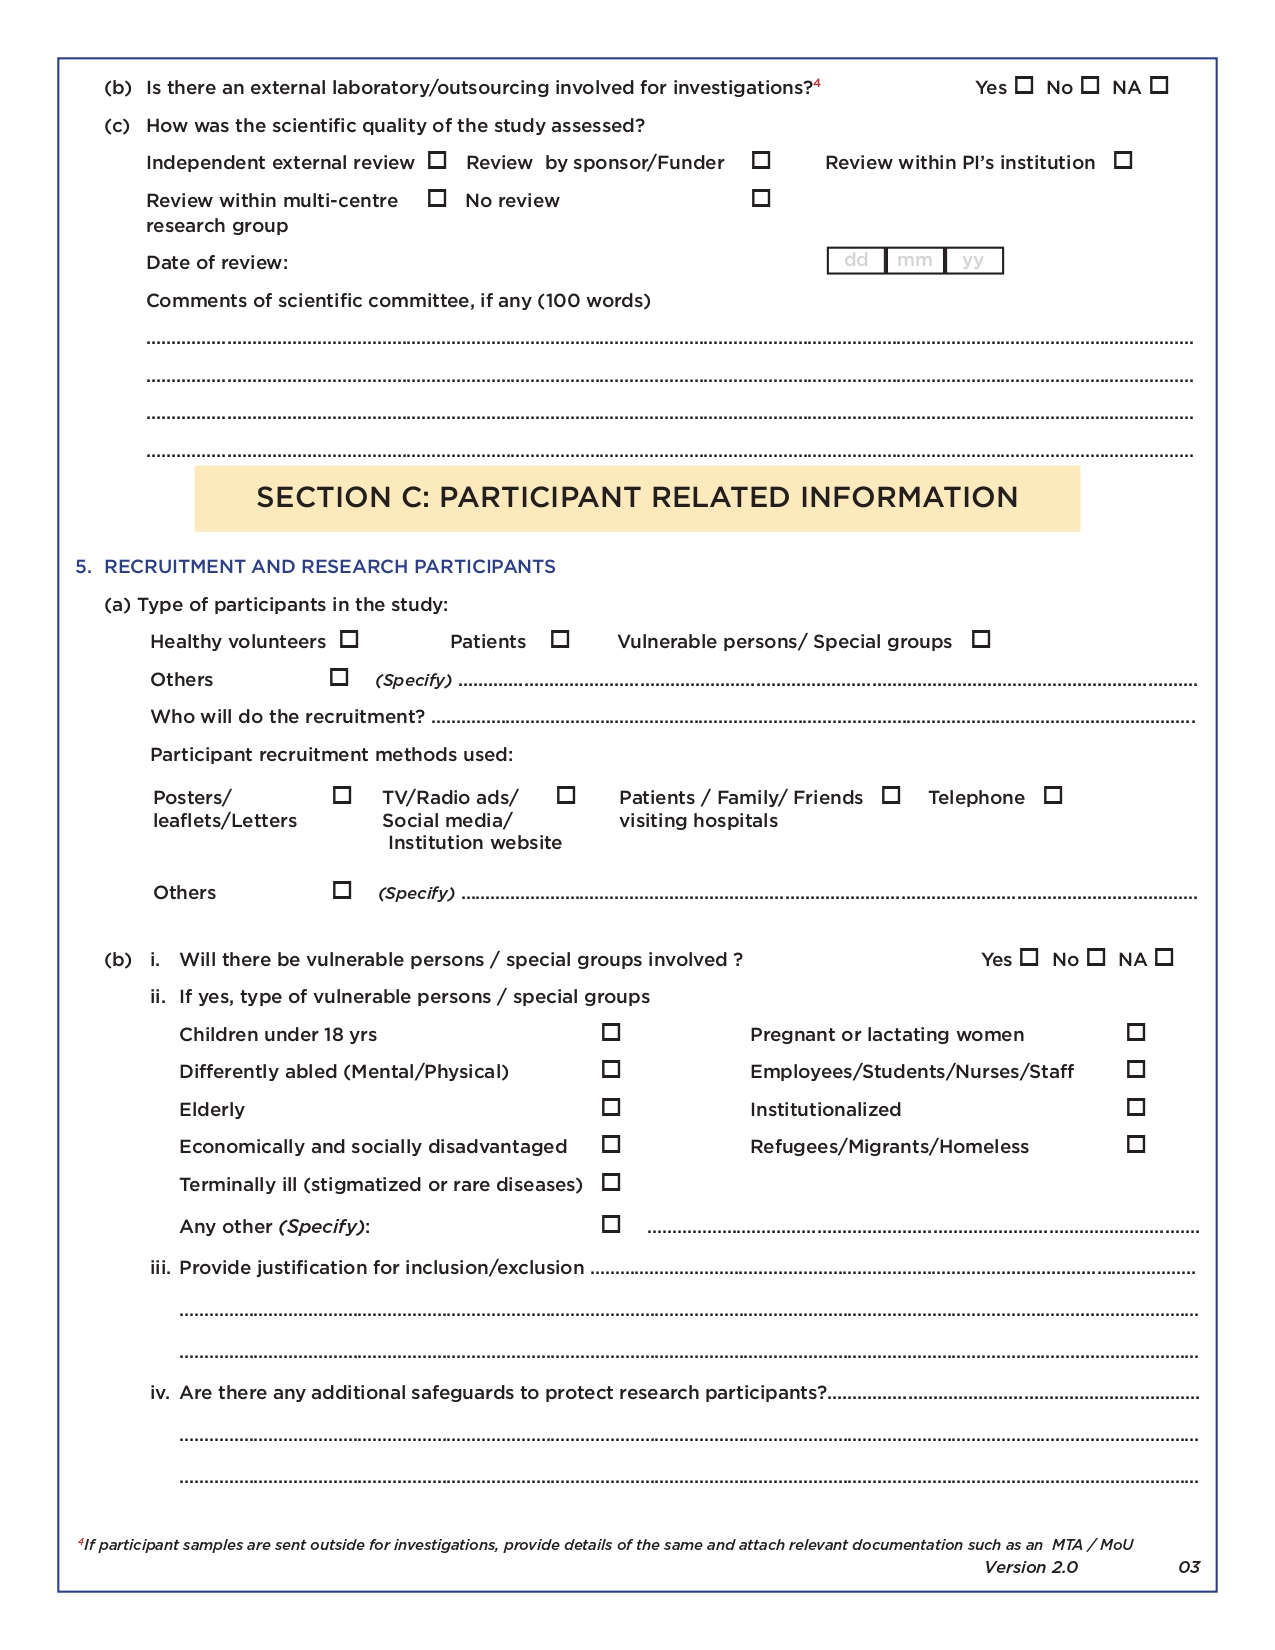 (b) Is there an external laboratory/outsourcing involved for investigations?4 Yes ☐ No ☐ NA ☐
(c) How was the scientific quality of the study assessed?
Independent external review ☐ Review by sponsor/Funder ☐ Review within PI's institution ☐
Review within multi-centre ☐ No review ☐
research group
Date of review: dd mm yy
Comments of scientific committee, if any (100 words)
SECTION C: PARTICIPANT RELATED INFORMATION
5. RECRUITMENT AND RESEARCH PARTICIPANTS
(a) Type of participants in the study:
Healthy volunteers ☐ Patients ☐ Vulnerable persons/ Special groups ☐
Others ☐ (Specify)
Who will do the recruitment?
Participant recruitment methods used:
Posters/ ☐ TV/Radio ads/ ☐ Patients / Family/ Friends ☐ Telephone ☐
leaflets/Letters Social media/ visiting hospitals
Institution website
Others ☐ (Specify)
(b) i. Will there be vulnerable persons / special groups involved ? Yes ☐ No ☐ NA ☐
ii. If yes, type of vulnerable persons / special groups
Children under 18 yrs ☐ Pregnant or lactating women ☐
Differently abled (Mental/Physical) ☐ Employees/Students/Nurses/Staff ☐
Elderly ☐ Institutionalized ☐
Economically and socially disadvantaged ☐ Refugees/Migrants/Homeless ☐
Terminally ill (stigmatized or rare diseases) ☐
Any other (Specify): ☐
iii. Provide justification for inclusion/exclusion
iv. Are there any additional safeguards to protect research participants?
4If participant samples are sent outside for investigations, provide details of the same and attach relevant documentation such as an MTA / MoU
Version 2.0 03